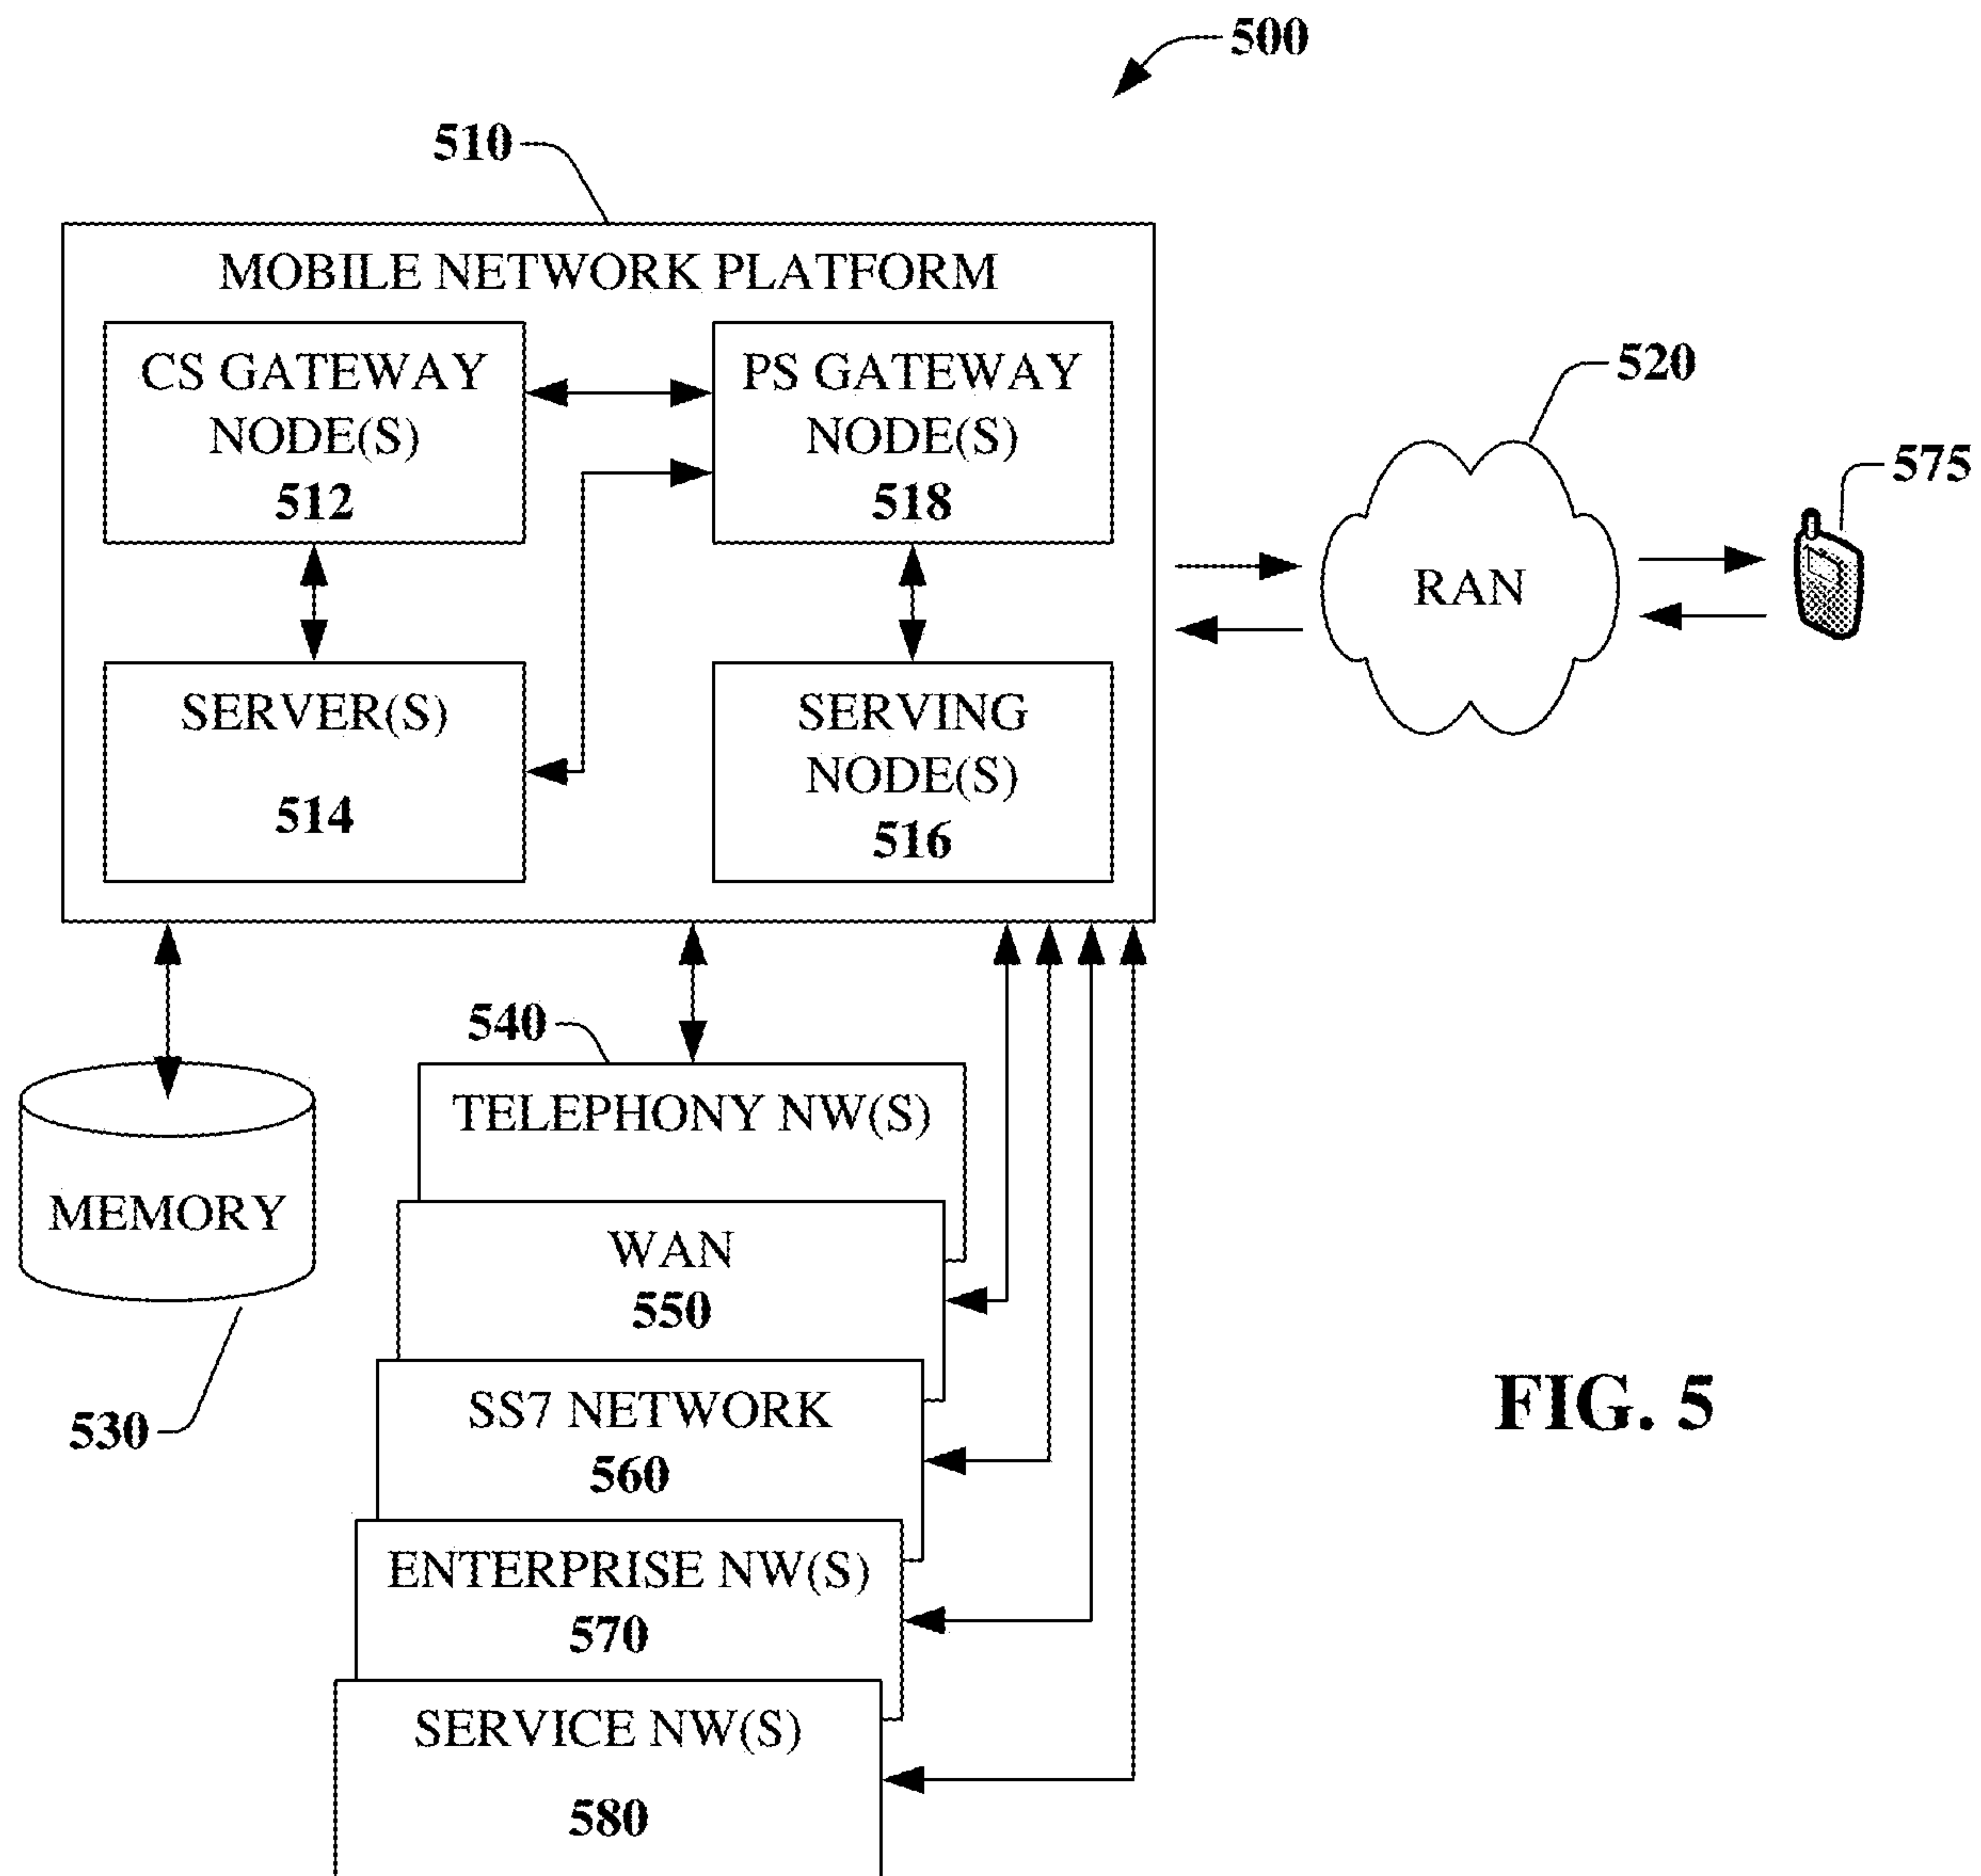 500
510
MOBILE NETWORK PLATFORM
CS GATEWAY
NODE(S)
512
PS GATEWAY
NODE(S)
518
SERVER(S)
514
SERVING
NODE(S)
516
520
RAN
575
540
TELEPHONY NW(S)
MEMORY
530
WAN
550
SS7 NETWORK
560
ENTERPRISE NW(S)
570
SERVICE NW(S)
580
FIG. 5